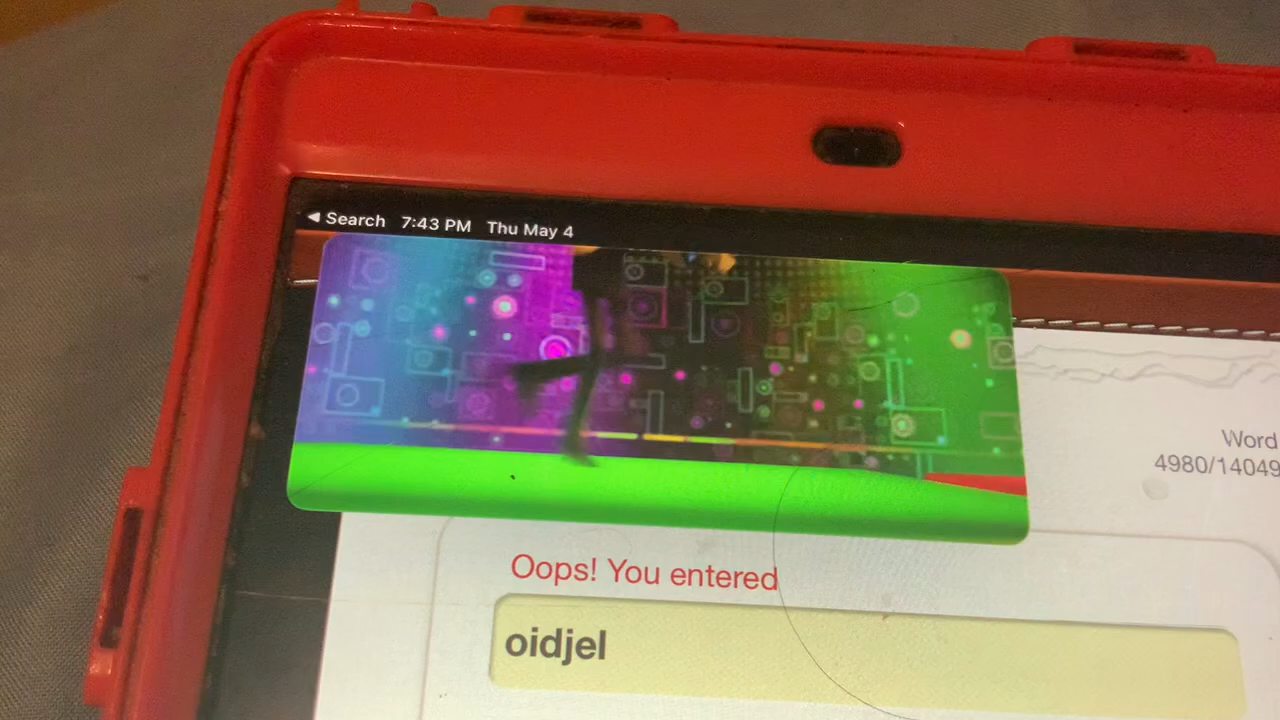 ◀ Search 7:43 PM Thu May 4
Word
4980/14049
Oops! You entered
oidjel